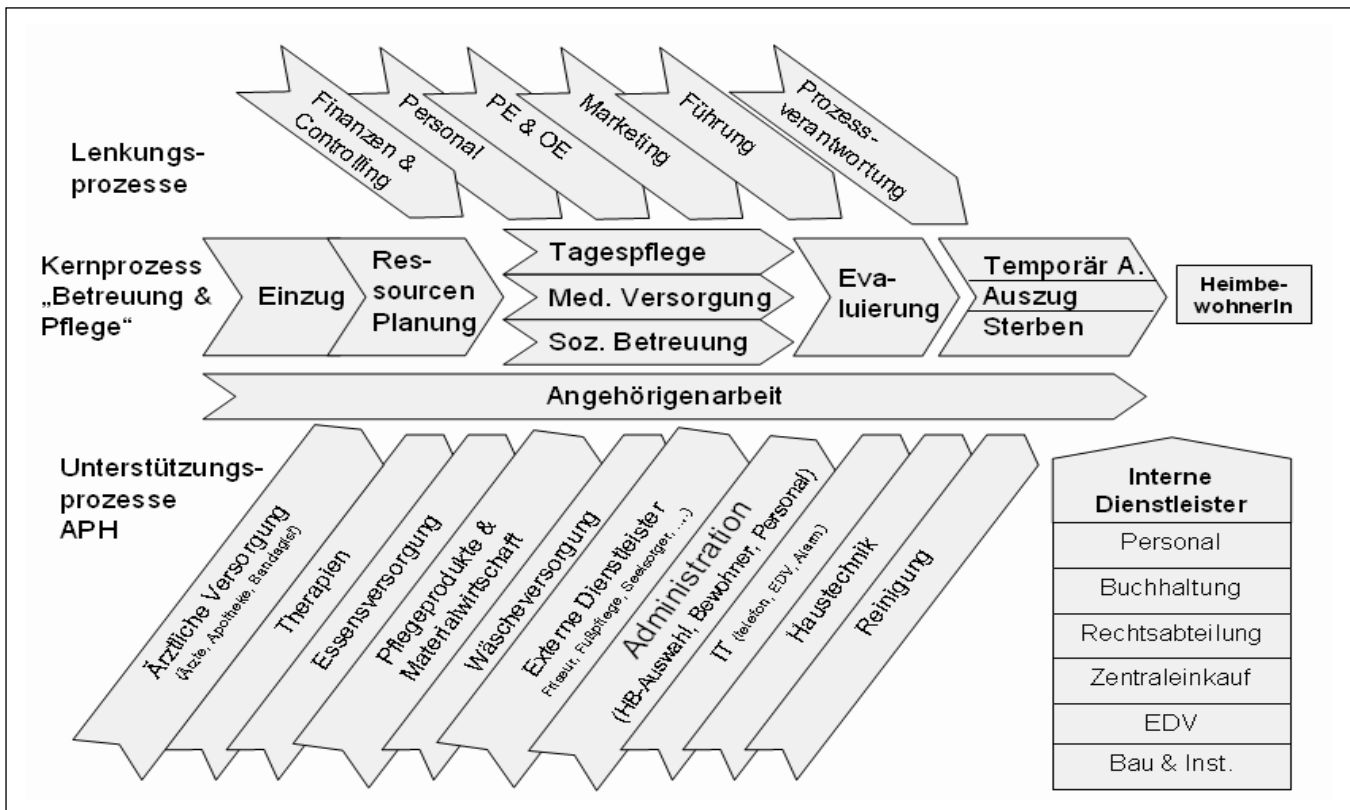 Lenkungs-
prozesse
Finanzen &
Controlling
Personal
PE & OE
Marketing
Führung
Prozess-
verantwortung
Kernprozess
„Betreuung &
Pflege“
Einzug
Res-
sourcen
Planung
Tagespflege
Med. Versorgung
Soz. Betreuung
Eva-
luierung
Temporär A.
Auszug
Sterben
Heimbe-
wohnerIn
Angehörigenarbeit
Unterstützungs-
prozesse
APH
Ärztliche Versorgung
(Ärzte, Apotheke, Bandagist)
Therapien
Essensversorgung
Pflegeprodukte &
Materialwirtschaft
Wäscheversorgung
Externe Dienstleister
Friseur, Fußpflege, Seelsorger, ...,)
Administration
(HB-Auswahl, Bewohner, Personal)
IT (telefon, EDV, Alarm)
Haustechnik
Reinigung
Interne
Dienstleister
Personal
Buchhaltung
Rechtsabteilung
Zentraleinkauf
EDV
Bau & Inst.